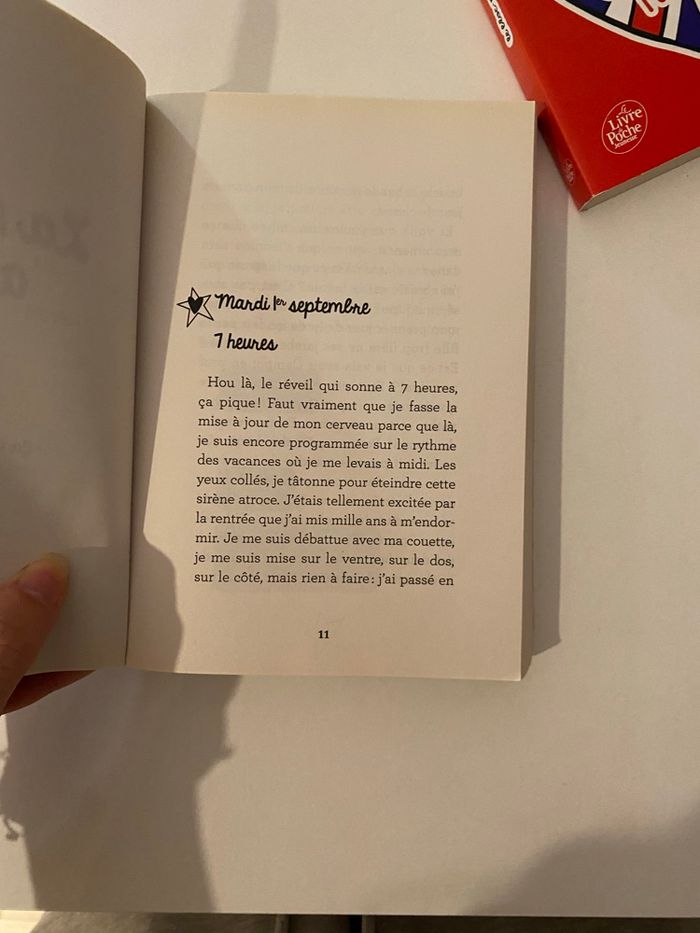 Mardi 1er septembre
7 heures
Hou là, le réveil qui sonne à 7 heures,
ça pique! Faut vraiment que je fasse la
mise à jour de mon cerveau parce que là,
je suis encore programmée sur le rythme
des vacances où je me levais à midi. Les
yeux collés, je tâtonne pour éteindre cette
sirène atroce. J'étais tellement excitée par
la rentrée que j'ai mis mille ans à m'endor-
mir. Je me suis débattue avec ma couette,
je me suis mise sur le ventre, sur le dos,
sur le côté, mais rien à faire: j'ai passé en
11
Le
Livre
de
Poche
Jeunesse